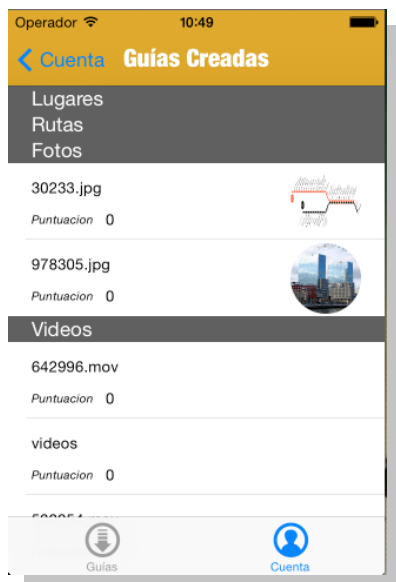 Operador 10:49
Cuenta Guías Creadas
Lugares
Rutas
Fotos
30233.jpg
Puntuacion 0
978305.jpg
Puntuacion 0
Videos
642996.mov
Puntuacion 0
videos
Puntuacion 0
Guías Cuenta